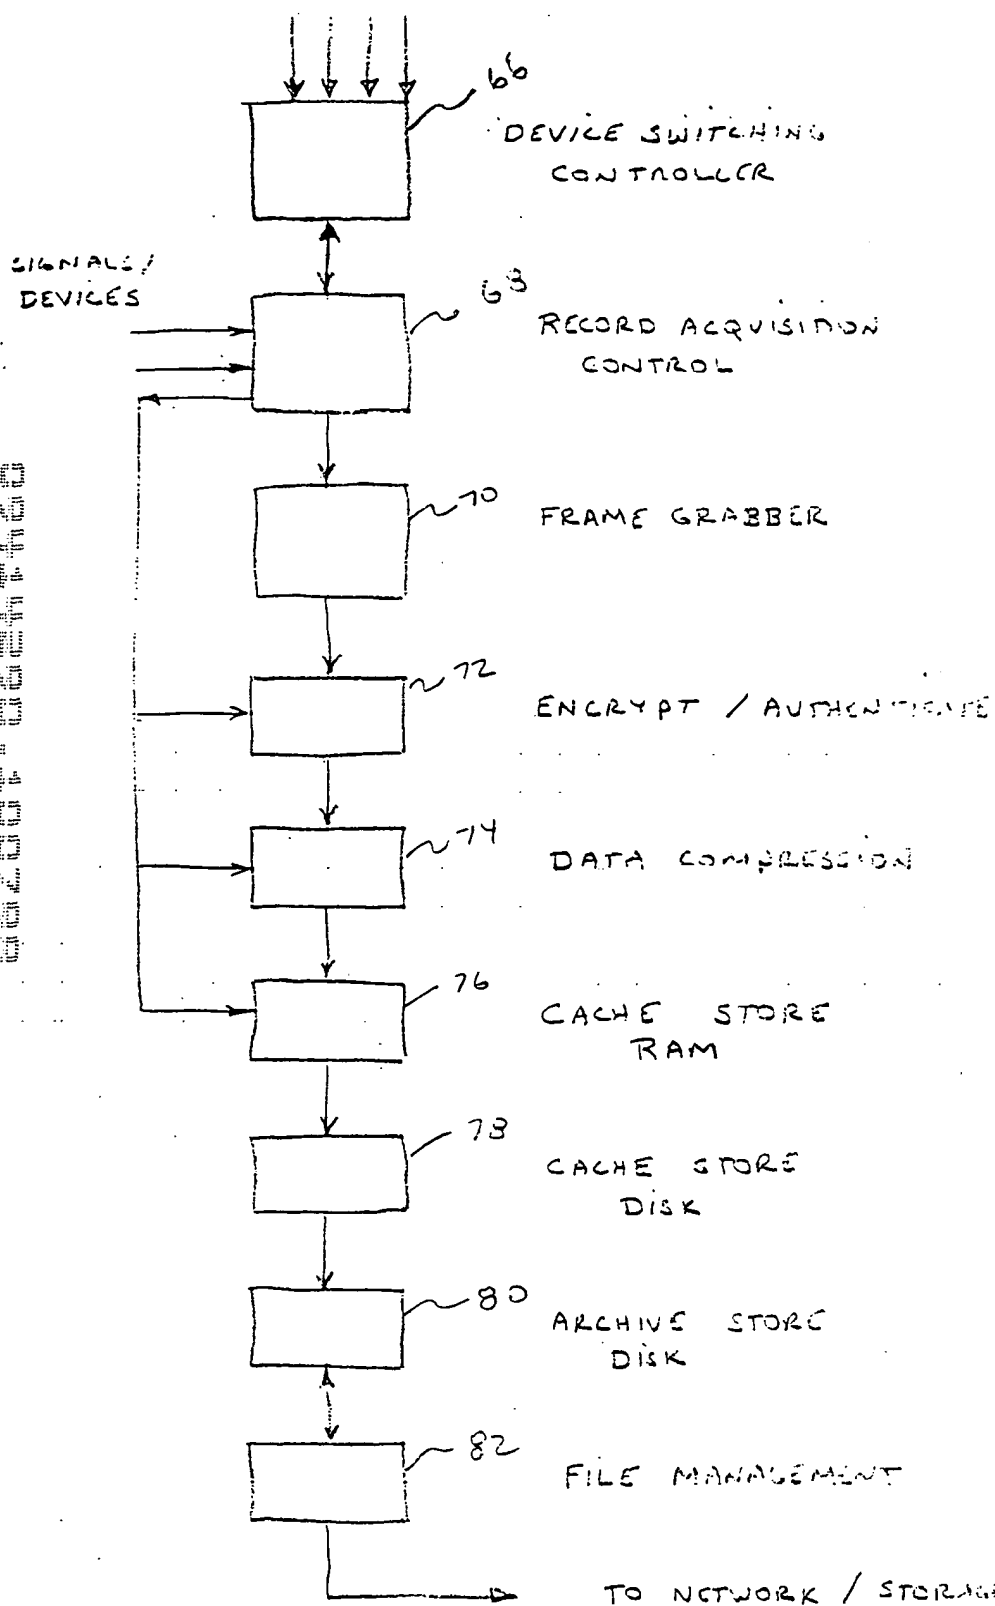 66
DEVICE SWITCHING
CONTROLLER
SIGNALS/
DEVICES
68
RECORD ACQUISITION
CONTROL
70
FRAME GRABBER
72
ENCRYPT / AUTHENTICATE
74
DATA COMPRESSION
76
CACHE STORE
RAM
78
CACHE STORE
DISK
80
ARCHIVE STORE
DISK
82
FILE MANAGEMENT
TO NETWORK / STORAGE